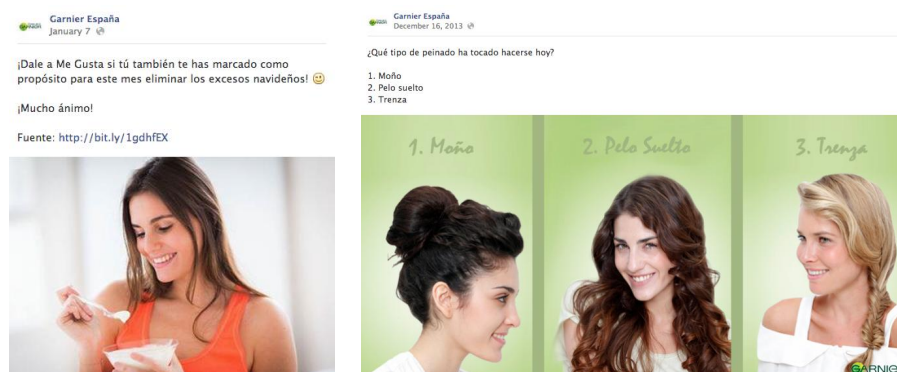 Garnier España
January 7
¡Dale a Me Gusta si tú también te has marcado como
propósito para este mes eliminar los excesos navideños!
¡Mucho ánimo!
Fuente: http://bit.ly/1gdhfEX
Garnier España
December 16, 2013
¿Qué tipo de peinado ha tocado hacerse hoy?
1. Moño
2. Pelo suelto
3. Trenza
1. Moño
2. Pelo Suelto
3. Trenza